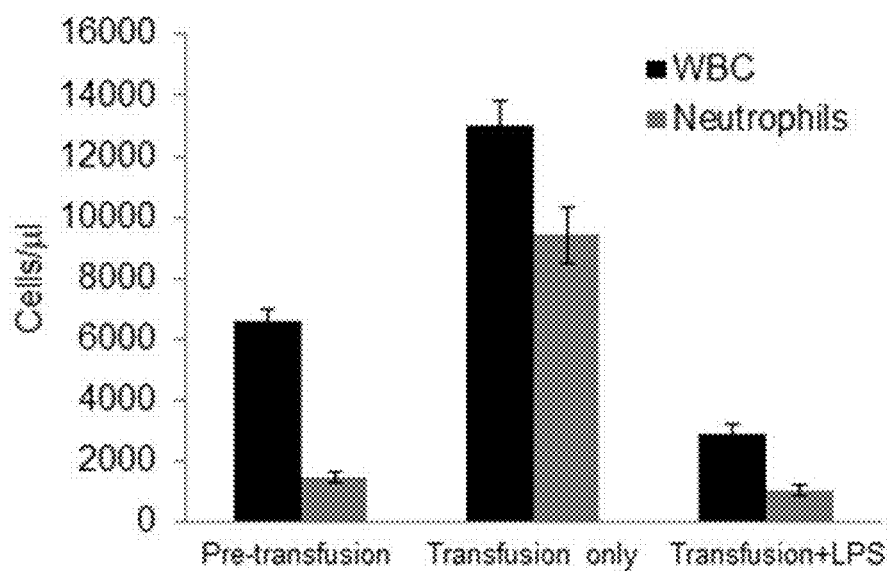 16000
14000
12000
10000
8000
6000
4000
2000
0
Cells/µl
WBC
Neutrophils
Pre-transfusion
Transfusion only
Transfusion+LPS